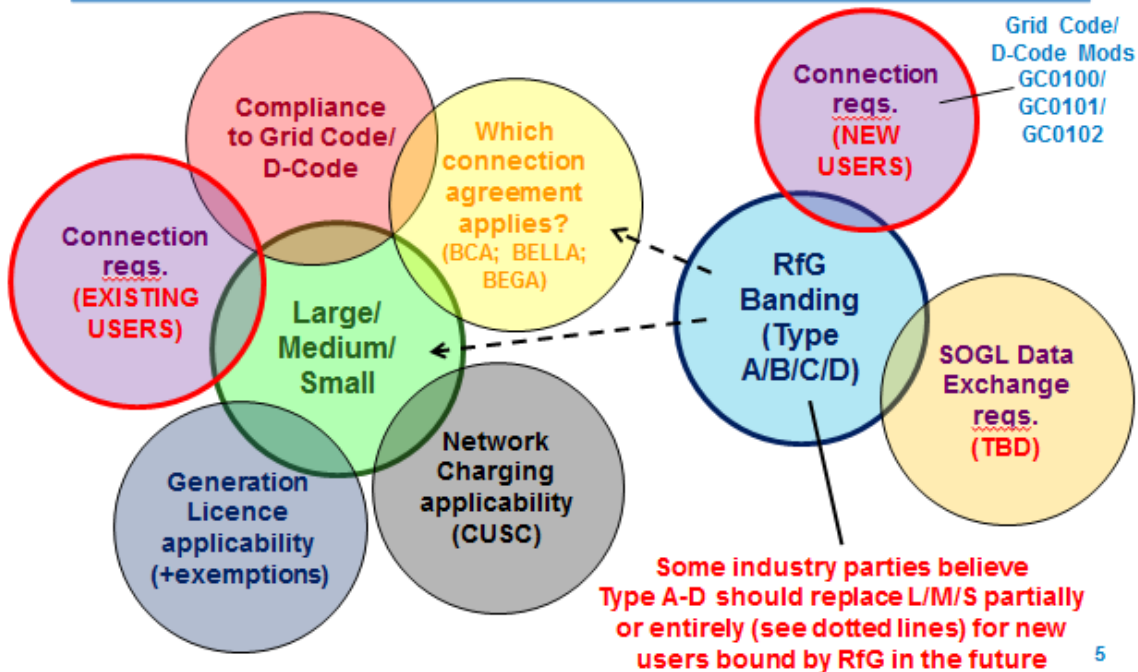 Compliance
to Grid Code/
D-Code
Which
connection
agreement
applies?
(BCA; BELLA;
BEGA)
Connection
reqs.
(EXISTING
USERS)
Large/
Medium/
Small
Generation
Licence
applicability
(+exemptions)
Network
Charging
applicability
(CUSC)
Connection
reqs.
(NEW
USERS)
Grid Code/
D-Code Mods
GC0100/
GC0101/
GC0102
RfG
Banding
(Type
A/B/C/D)
SOGL Data
Exchange
reqs.
(TBD)
Some industry parties believe
Type A-D should replace L/M/S partially
or entirely (see dotted lines) for new
users bound by RfG in the future
5